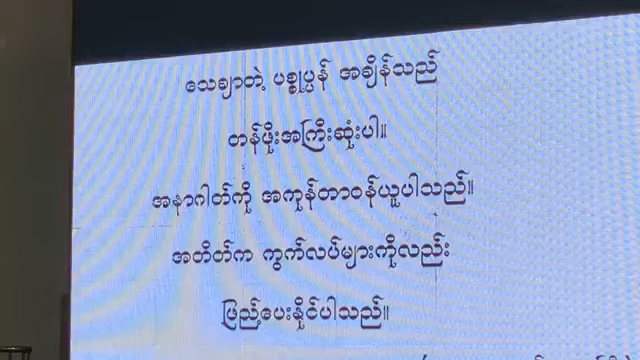 သေချာတဲ့ ပစ္စုပ္ပန် အချိန်သည်
တန်ဖိုးအကြီးဆုံးပါ။
အနာဂါတ်ကို အကုန်တာဝန်ယူပါသည်။
အတိတ်က ကွက်လပ်များကိုလည်း
ဖြည့်ပေးနိုင်ပါသည်။